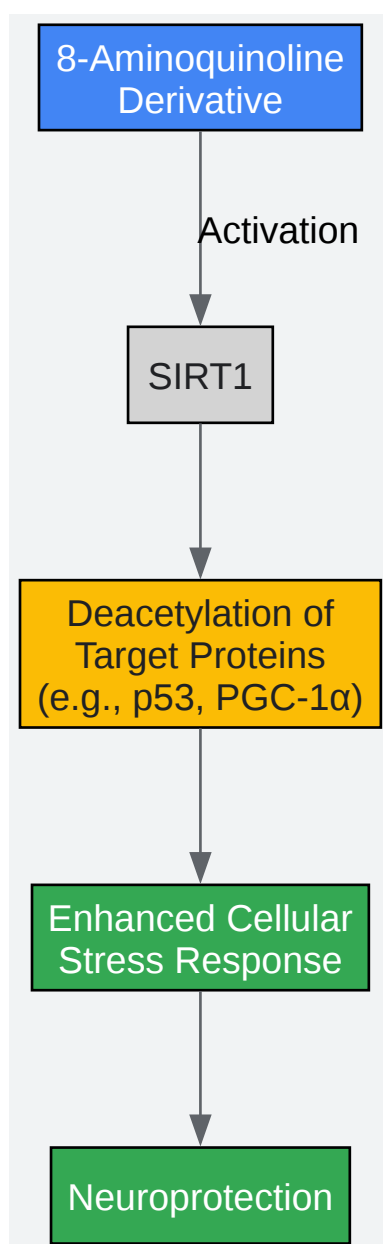 8-Aminoquinoline
Derivative
Activation
SIRT1
Deacetylation of
Target Proteins
(e.g., p53, PGC-1α)
Enhanced Cellular
Stress Response
Neuroprotection